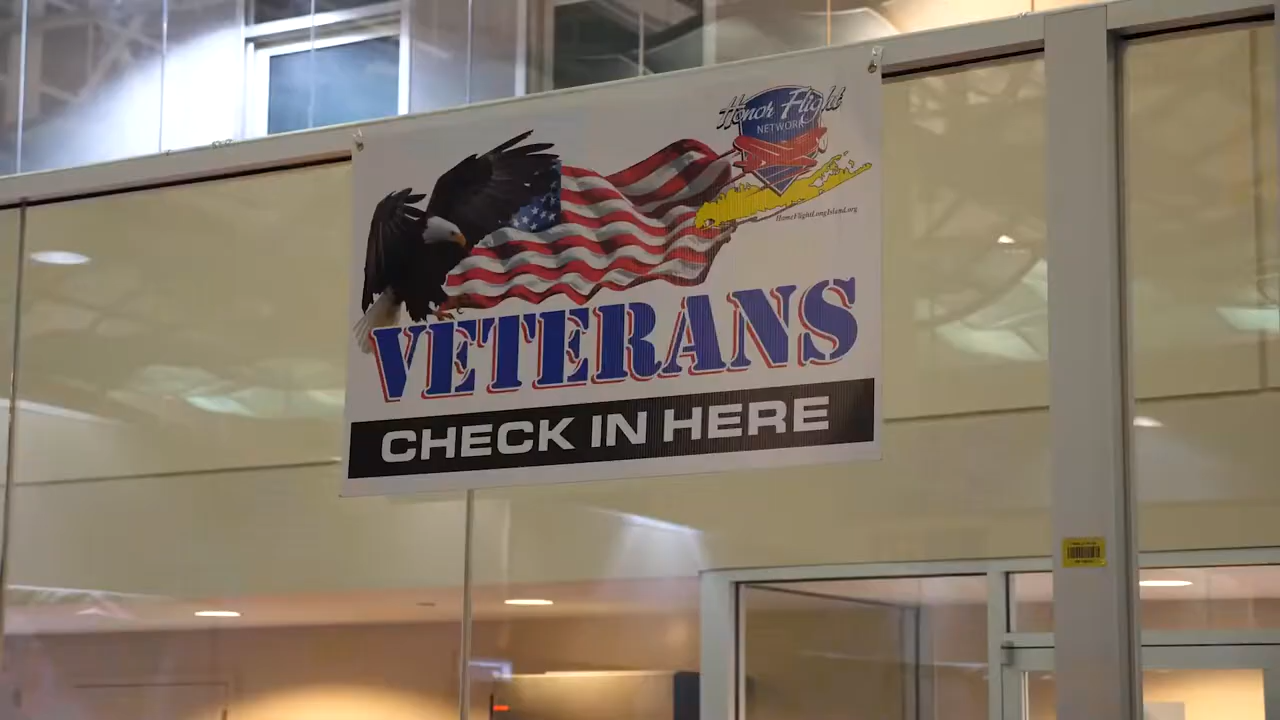 Honor Flight
NETWORK
HonorFlightLongIsland.org
VETERANS
CHECK IN HERE